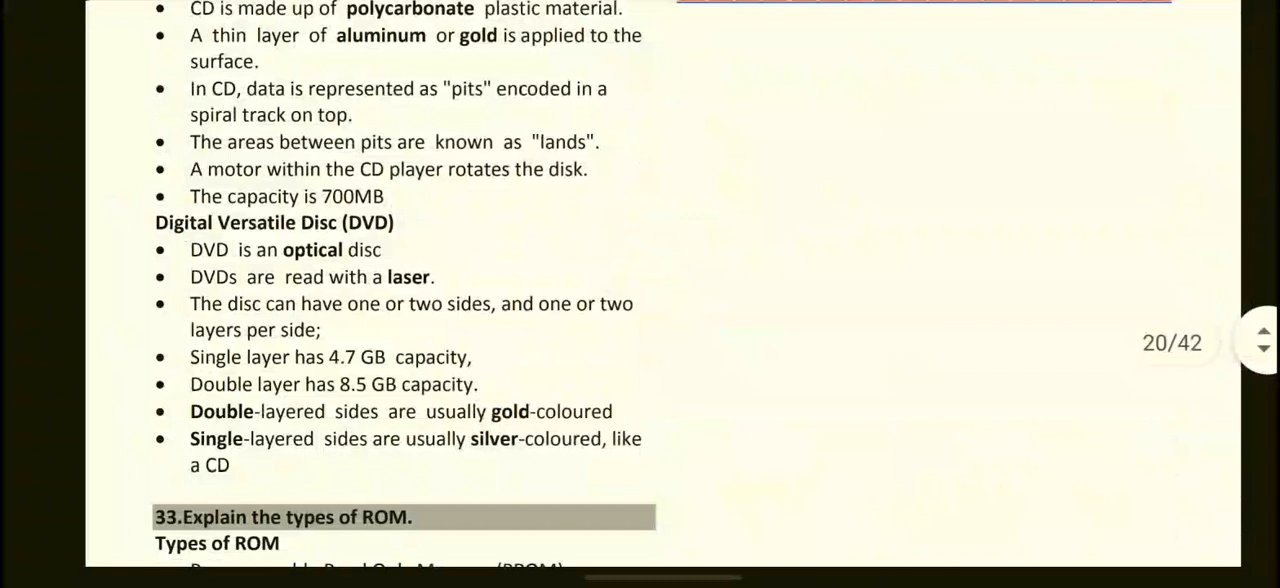 • CD is made up of polycarbonate plastic material.
• A thin layer of aluminum or gold is applied to the
surface.
• In CD, data is represented as "pits" encoded in a
spiral track on top.
• The areas between pits are known as "lands".
• A motor within the CD player rotates the disk.
• The capacity is 700MB
Digital Versatile Disc (DVD)
• DVD is an optical disc
• DVDs are read with a laser.
• The disc can have one or two sides, and one or two
layers per side;
• Single layer has 4.7 GB capacity,
• Double layer has 8.5 GB capacity.
• Double-layered sides are usually gold-coloured
• Single-layered sides are usually silver-coloured, like
a CD
33.Explain the types of ROM.
Types of ROM
20/42